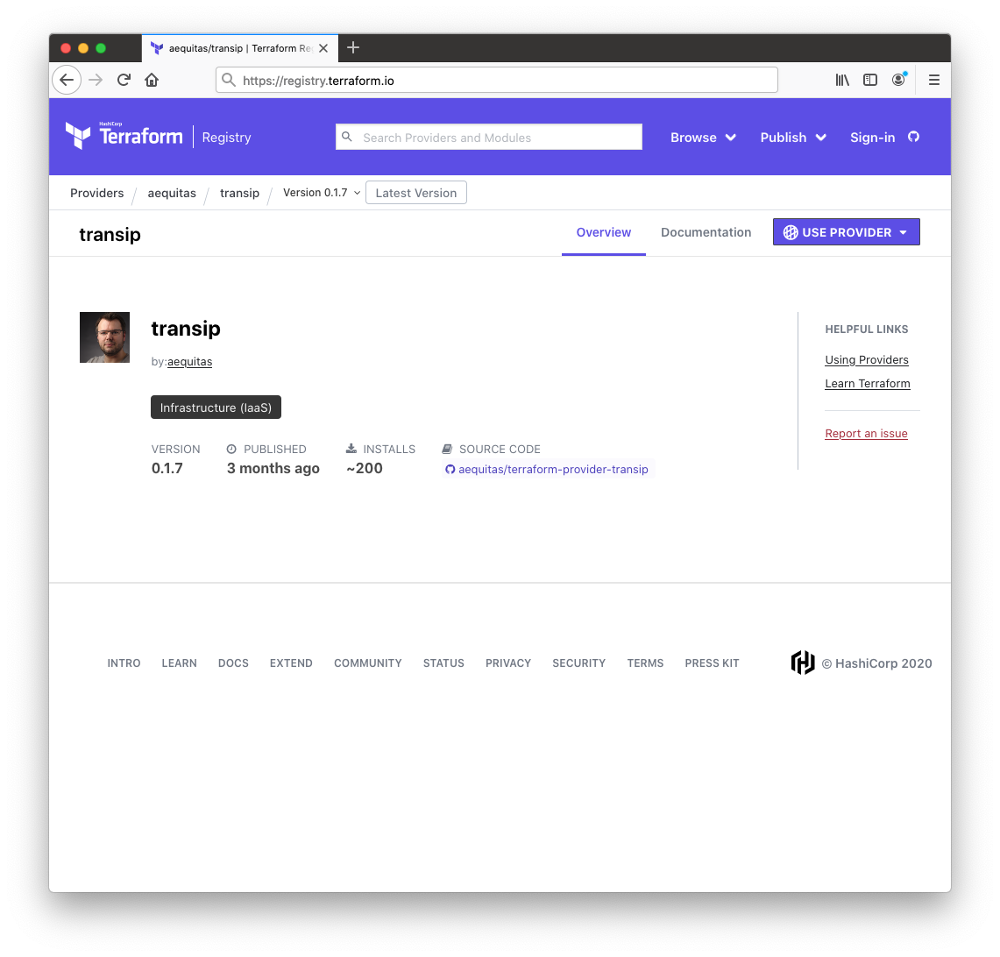 aequitas/transip | Terraform Re
https://registry.terraform.io
HashiCorp
Terraform
Registry
Search Providers and Modules
Browse
Publish
Sign-in
Providers / aequitas / transip / Version 0.1.7
Latest Version
transip
Overview
Documentation
USE PROVIDER
transip
by:aequitas
Infrastructure (IaaS)
VERSION
0.1.7
PUBLISHED
3 months ago
INSTALLS
~200
SOURCE CODE
aequitas/terraform-provider-transip
HELPFUL LINKS
Using Providers
Learn Terraform
Report an issue
INTRO LEARN DOCS EXTEND COMMUNITY STATUS PRIVACY SECURITY TERMS PRESS KIT
© HashiCorp 2020